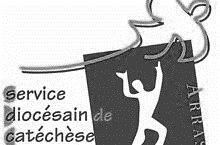 service
diocésain de
catéchèse
ARRAS